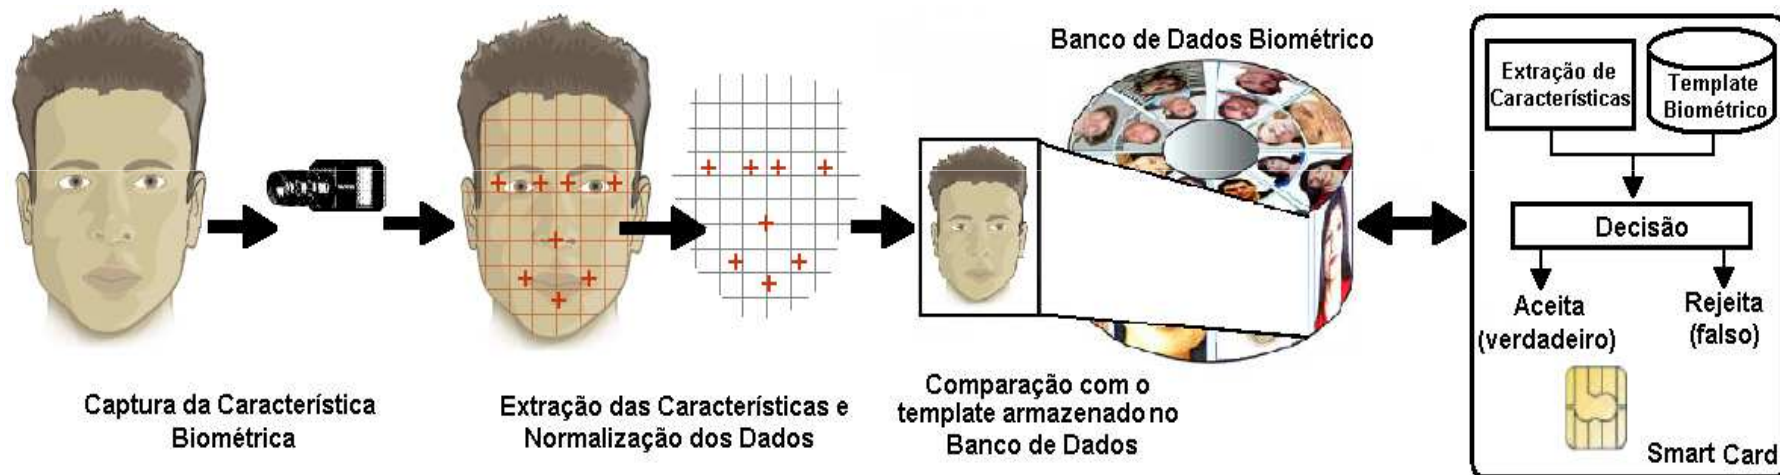 Captura da Característica
Biométrica
Extração das Características e
Normalização dos Dados
Banco de Dados Biométrico
Comparação com o
template armazenado no
Banco de Dados
Extração de
Características
Template
Biométrico
Decisão
Aceita
(verdadeiro)
Rejeita
(falso)
Smart Card